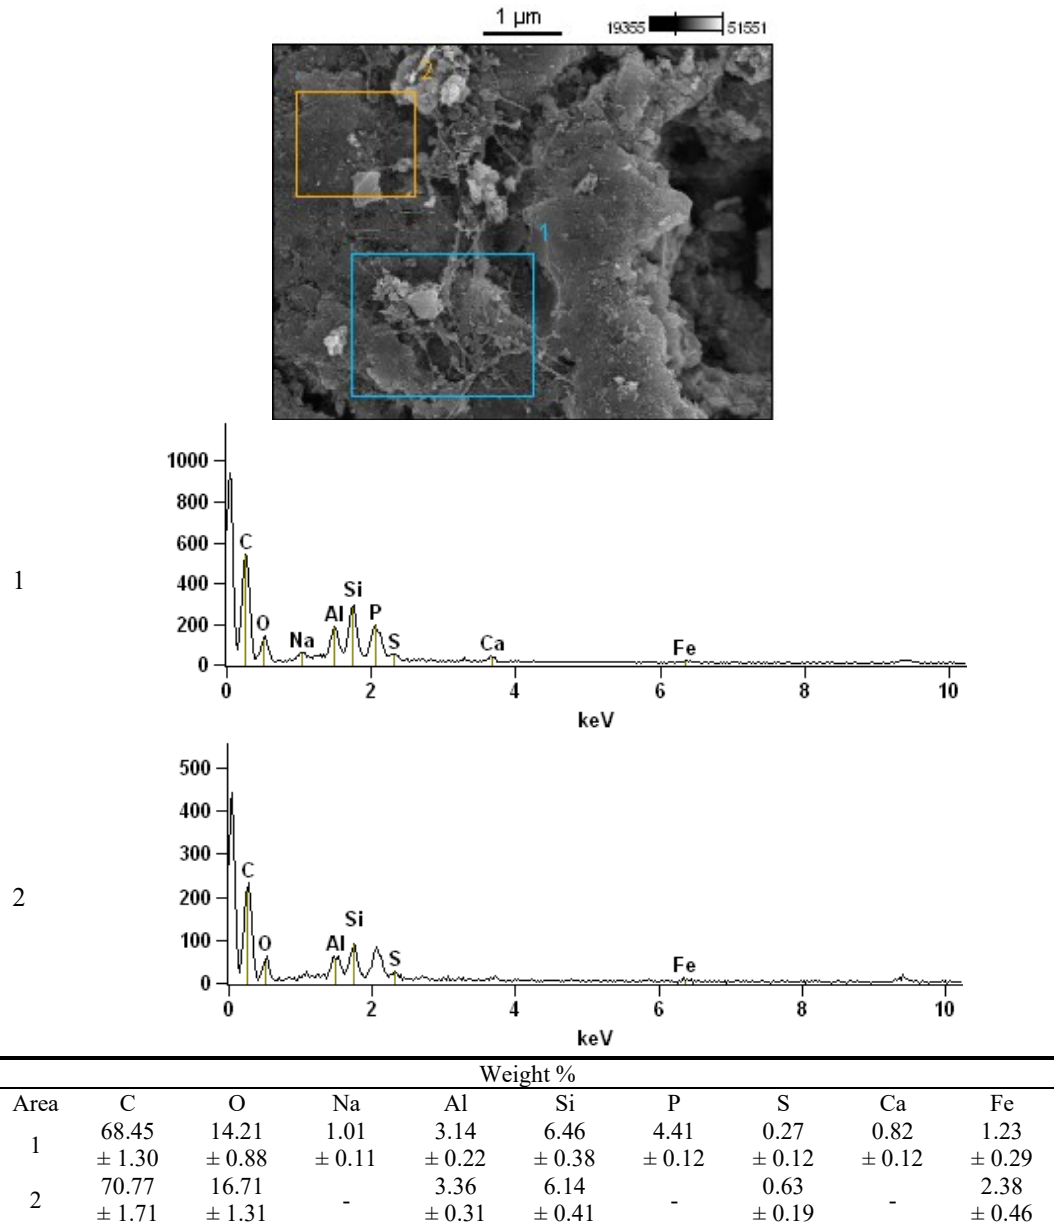 1 µm
19355 51551
2
1
1
1000
800
600
400
200
0
C
O
Na
Al
Si
P
S
Ca
Fe
0 2 4 6 8 10
keV
2
500
400
300
200
100
0
C
O
Al
Si
S
Fe
0 2 4 6 8 10
keV
Weight %
Area C O Na Al Si P S Ca Fe
1 68.45 14.21 1.01 3.14 6.46 4.41 0.27 0.82 1.23
± 1.30 ± 0.88 ± 0.11 ± 0.22 ± 0.38 ± 0.12 ± 0.12 ± 0.12 ± 0.29
2 70.77 16.71 - 3.36 6.14 - 0.63 - 2.38
± 1.71 ± 1.31 ± 0.31 ± 0.41 ± 0.19 ± 0.46